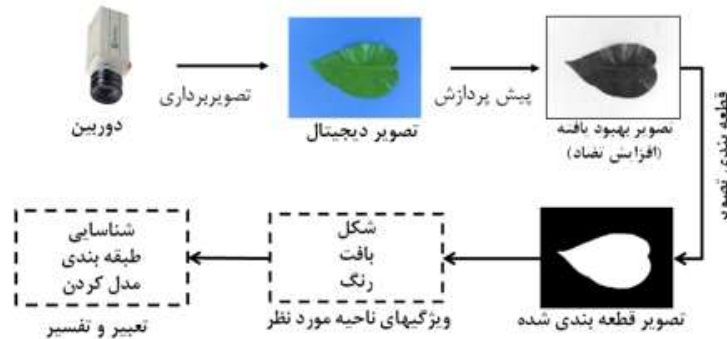 تصویربرداری
پیش پردازش
دوربین
تصویر دیجیتال
تصویر بهبود یافته
(افزایش تضاد)
قطعه بندی تصویر
شکل
بافت
رنگ
شناسایی
طبقه بندی
مدل کردن
تصویر قطعه بندی شده
ویژگیهای ناحیه مورد نظر
تعبیر و تفسیر